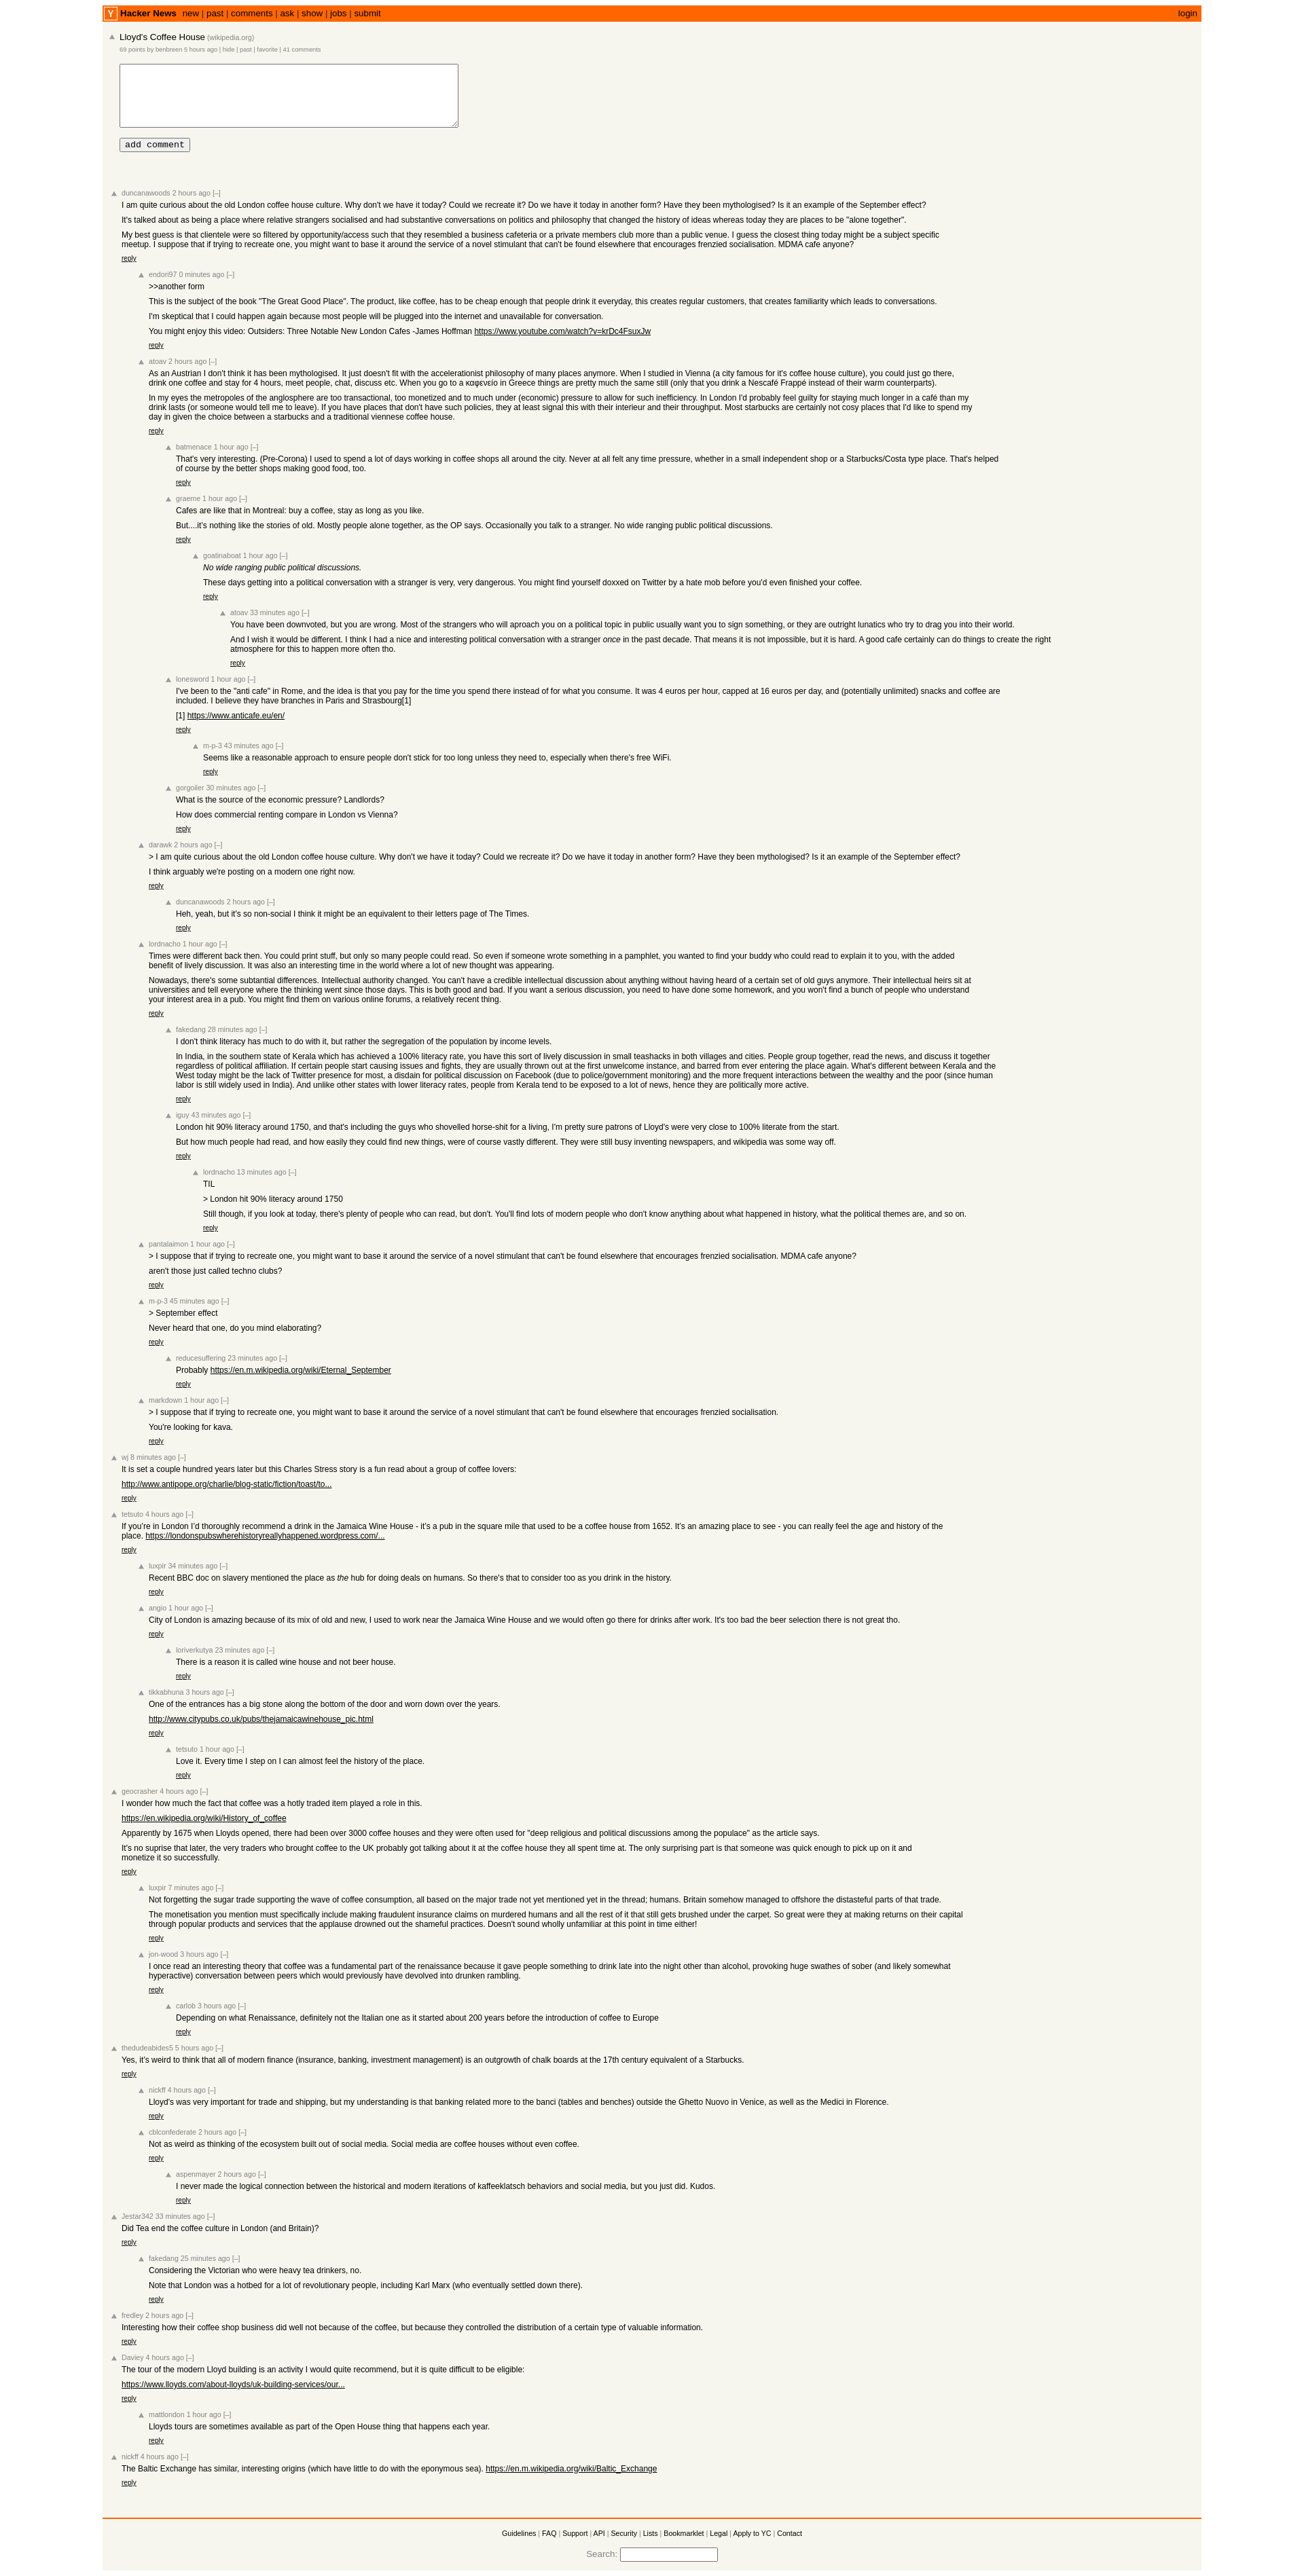 Y Hacker News new | past | comments | ask | show | jobs | submit login
Lloyd's Coffee House (wikipedia.org)
69 points by benbreen 5 hours ago | hide | past | favorite | 41 comments
add comment
duncanawoods 2 hours ago [–]
I am quite curious about the old London coffee house culture. Why don't we have it today? Could we recreate it? Do we have it today in another form? Have they been mythologised? Is it an example of the September effect?
It's talked about as being a place where relative strangers socialised and had substantive conversations on politics and philosophy that changed the history of ideas whereas today they are places to be "alone together".
My best guess is that clientele were so filtered by opportunity/access such that they resembled a business cafeteria or a private members club more than a public venue. I guess the closest thing today might be a subject specific
meetup. I suppose that if trying to recreate one, you might want to base it around the service of a novel stimulant that can't be found elsewhere that encourages frenzied socialisation. MDMA cafe anyone?
reply
endori97 0 minutes ago [–]
>>another form
This is the subject of the book "The Great Good Place". The product, like coffee, has to be cheap enough that people drink it everyday, this creates regular customers, that creates familiarity which leads to conversations.
I'm skeptical that I could happen again because most people will be plugged into the internet and unavailable for conversation.
You might enjoy this video: Outsiders: Three Notable New London Cafes -James Hoffman https://www.youtube.com/watch?v=krDc4FsuxJw
reply
atoav 2 hours ago [–]
As an Austrian I don't think it has been mythologised. It just doesn't fit with the accelerationist philosophy of many places anymore. When I studied in Vienna (a city famous for it's coffee house culture), you could just go there,
drink one coffee and stay for 4 hours, meet people, chat, discuss etc. When you go to a καφενείο in Greece things are pretty much the same still (only that you drink a Nescafé Frappé instead of their warm counterparts).
In my eyes the metropoles of the anglosphere are too transactional, too monetized and to much under (economic) pressure to allow for such inefficiency. In London I'd probably feel guilty for staying much longer in a café than my
drink lasts (or someone would tell me to leave). If you have places that don't have such policies, they at least signal this with their interieur and their throughput. Most starbucks are certainly not cosy places that I'd like to spend my
day in given the choice between a starbucks and a traditional viennese coffee house.
reply
batmenace 1 hour ago [–]
That's very interesting. (Pre-Corona) I used to spend a lot of days working in coffee shops all around the city. Never at all felt any time pressure, whether in a small independent shop or a Starbucks/Costa type place. That's helped
of course by the better shops making good food, too.
reply
graeme 1 hour ago [–]
Cafes are like that in Montreal: buy a coffee, stay as long as you like.
But....it's nothing like the stories of old. Mostly people alone together, as the OP says. Occasionally you talk to a stranger. No wide ranging public political discussions.
reply
goatinaboat 1 hour ago [–]
No wide ranging public political discussions.
These days getting into a political conversation with a stranger is very, very dangerous. You might find yourself doxxed on Twitter by a hate mob before you'd even finished your coffee.
reply
atoav 33 minutes ago [–]
You have been downvoted, but you are wrong. Most of the strangers who will aproach you on a political topic in public usually want you to sign something, or they are outright lunatics who try to drag you into their world.
And I wish it would be different. I think I had a nice and interesting political conversation with a stranger once in the past decade. That means it is not impossible, but it is hard. A good cafe certainly can do things to create the right
atmosphere for this to happen more often tho.
reply
lonesword 1 hour ago [–]
I've been to the "anti cafe" in Rome, and the idea is that you pay for the time you spend there instead of for what you consume. It was 4 euros per hour, capped at 16 euros per day, and (potentially unlimited) snacks and coffee are
included. I believe they have branches in Paris and Strasbourg[1]
[1] https://www.anticafe.eu/en/
reply
m-p-3 43 minutes ago [–]
Seems like a reasonable approach to ensure people don't stick for too long unless they need to, especially when there's free WiFi.
reply
gorgoiler 30 minutes ago [–]
What is the source of the economic pressure? Landlords?
How does commercial renting compare in London vs Vienna?
reply
darawk 2 hours ago [–]
> I am quite curious about the old London coffee house culture. Why don't we have it today? Could we recreate it? Do we have it today in another form? Have they been mythologised? Is it an example of the September effect?
I think arguably we're posting on a modern one right now.
reply
duncanawoods 2 hours ago [–]
Heh, yeah, but it's so non-social I think it might be an equivalent to their letters page of The Times.
reply
lordnacho 1 hour ago [–]
Times were different back then. You could print stuff, but only so many people could read. So even if someone wrote something in a pamphlet, you wanted to find your buddy who could read to explain it to you, with the added
benefit of lively discussion. It was also an interesting time in the world where a lot of new thought was appearing.
Nowadays, there's some subtantial differences. Intellectual authority changed. You can't have a credible intellectual discussion about anything without having heard of a certain set of old guys anymore. Their intellectual heirs sit at
universities and tell everyone where the thinking went since those days. This is both good and bad. If you want a serious discussion, you need to have done some homework, and you won't find a bunch of people who understand
your interest area in a pub. You might find them on various online forums, a relatively recent thing.
reply
fakedang 28 minutes ago [–]
I don't think literacy has much to do with it, but rather the segregation of the population by income levels.
In India, in the southern state of Kerala which has achieved a 100% literacy rate, you have this sort of lively discussion in small teashacks in both villages and cities. People group together, read the news, and discuss it together
regardless of political affiliation. If certain people start causing issues and fights, they are usually thrown out at the first unwelcome instance, and barred from ever entering the place again. What's different between Kerala and the
West today might be the lack of Twitter presence for most, a disdain for political discussion on Facebook (due to police/government monitoring) and the more frequent interactions between the wealthy and the poor (since human
labor is still widely used in India). And unlike other states with lower literacy rates, people from Kerala tend to be exposed to a lot of news, hence they are politically more active.
reply
iguy 43 minutes ago [–]
London hit 90% literacy around 1750, and that's including the guys who shovelled horse-shit for a living, I'm pretty sure patrons of Lloyd's were very close to 100% literate from the start.
But how much people had read, and how easily they could find new things, were of course vastly different. They were still busy inventing newspapers, and wikipedia was some way off.
reply
lordnacho 13 minutes ago [–]
TIL
> London hit 90% literacy around 1750
Still though, if you look at today, there's plenty of people who can read, but don't. You'll find lots of modern people who don't know anything about what happened in history, what the political themes are, and so on.
reply
pantalaimon 1 hour ago [–]
> I suppose that if trying to recreate one, you might want to base it around the service of a novel stimulant that can't be found elsewhere that encourages frenzied socialisation. MDMA cafe anyone?
aren't those just called techno clubs?
reply
m-p-3 45 minutes ago [–]
> September effect
Never heard that one, do you mind elaborating?
reply
reducesuffering 23 minutes ago [–]
Probably https://en.m.wikipedia.org/wiki/Eternal_September
reply
markdown 1 hour ago [–]
> I suppose that if trying to recreate one, you might want to base it around the service of a novel stimulant that can't be found elsewhere that encourages frenzied socialisation.
You're looking for kava.
reply
wj 8 minutes ago [–]
It is set a couple hundred years later but this Charles Stress story is a fun read about a group of coffee lovers:
http://www.antipope.org/charlie/blog-static/fiction/toast/to...
reply
tetsuto 4 hours ago [–]
If you're in London I'd thoroughly recommend a drink in the Jamaica Wine House - it's a pub in the square mile that used to be a coffee house from 1652. It's an amazing place to see - you can really feel the age and history of the
place. https://londonspubswherehistoryreallyhappened.wordpress.com/...
reply
luxpir 34 minutes ago [–]
Recent BBC doc on slavery mentioned the place as the hub for doing deals on humans. So there's that to consider too as you drink in the history.
reply
angio 1 hour ago [–]
City of London is amazing because of its mix of old and new, I used to work near the Jamaica Wine House and we would often go there for drinks after work. It's too bad the beer selection there is not great tho.
reply
loriverkutya 23 minutes ago [–]
There is a reason it is called wine house and not beer house.
reply
tikkabhuna 3 hours ago [–]
One of the entrances has a big stone along the bottom of the door and worn down over the years.
http://www.citypubs.co.uk/pubs/thejamaicawinehouse_pic.html
reply
tetsuto 1 hour ago [–]
Love it. Every time I step on I can almost feel the history of the place.
reply
geocrasher 4 hours ago [–]
I wonder how much the fact that coffee was a hotly traded item played a role in this.
https://en.wikipedia.org/wiki/History_of_coffee
Apparently by 1675 when Lloyds opened, there had been over 3000 coffee houses and they were often used for "deep religious and political discussions among the populace" as the article says.
It's no suprise that later, the very traders who brought coffee to the UK probably got talking about it at the coffee house they all spent time at. The only surprising part is that someone was quick enough to pick up on it and
monetize it so successfully.
reply
luxpir 7 minutes ago [–]
Not forgetting the sugar trade supporting the wave of coffee consumption, all based on the major trade not yet mentioned yet in the thread; humans. Britain somehow managed to offshore the distasteful parts of that trade.
The monetisation you mention must specifically include making fraudulent insurance claims on murdered humans and all the rest of it that still gets brushed under the carpet. So great were they at making returns on their capital
through popular products and services that the applause drowned out the shameful practices. Doesn't sound wholly unfamiliar at this point in time either!
reply
jon-wood 3 hours ago [–]
I once read an interesting theory that coffee was a fundamental part of the renaissance because it gave people something to drink late into the night other than alcohol, provoking huge swathes of sober (and likely somewhat
hyperactive) conversation between peers which would previously have devolved into drunken rambling.
reply
carlob 3 hours ago [–]
Depending on what Renaissance, definitely not the Italian one as it started about 200 years before the introduction of coffee to Europe
reply
thedudeabides5 5 hours ago [–]
Yes, it's weird to think that all of modern finance (insurance, banking, investment management) is an outgrowth of chalk boards at the 17th century equivalent of a Starbucks.
reply
nickff 4 hours ago [–]
Lloyd's was very important for trade and shipping, but my understanding is that banking related more to the banci (tables and benches) outside the Ghetto Nuovo in Venice, as well as the Medici in Florence.
reply
cblconfederate 2 hours ago [–]
Not as weird as thinking of the ecosystem built out of social media. Social media are coffee houses without even coffee.
reply
aspenmayer 2 hours ago [–]
I never made the logical connection between the historical and modern iterations of kaffeeklatsch behaviors and social media, but you just did. Kudos.
reply
Jestar342 33 minutes ago [–]
Did Tea end the coffee culture in London (and Britain)?
reply
fakedang 25 minutes ago [–]
Considering the Victorian who were heavy tea drinkers, no.
Note that London was a hotbed for a lot of revolutionary people, including Karl Marx (who eventually settled down there).
reply
fredley 2 hours ago [–]
Interesting how their coffee shop business did well not because of the coffee, but because they controlled the distribution of a certain type of valuable information.
reply
Daviey 4 hours ago [–]
The tour of the modern Lloyd building is an activity I would quite recommend, but it is quite difficult to be eligible:
https://www.lloyds.com/about-lloyds/uk-building-services/our...
reply
mattlondon 1 hour ago [–]
Lloyds tours are sometimes available as part of the Open House thing that happens each year.
reply
nickff 4 hours ago [–]
The Baltic Exchange has similar, interesting origins (which have little to do with the eponymous sea). https://en.m.wikipedia.org/wiki/Baltic_Exchange
reply
Guidelines | FAQ | Support | API | Security | Lists | Bookmarklet | Legal | Apply to YC | Contact
Search: